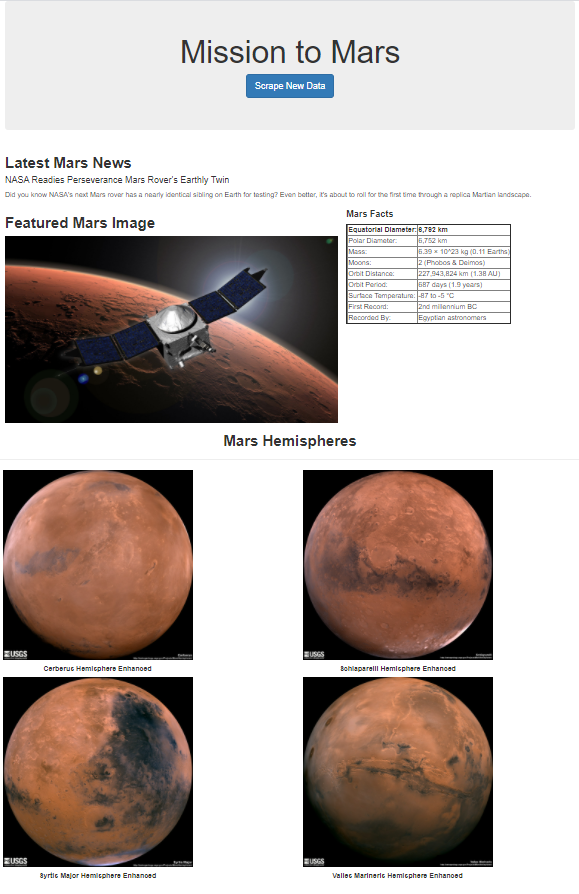 Mission to Mars
Scrape New Data
Latest Mars News
NASA Readies Perseverance Mars Rover's Earthly Twin
Did you know NASA's next Mars rover has a nearly identical sibling on Earth for testing? Even better, it's about to roll for the first time through a replica Martian landscape.
Featured Mars Image
Mars Facts
Equatorial Diameter: 6,792 km
Polar Diameter: 6,752 km
Mass: 6.39 × 10^23 kg (0.11 Earths)
Moons: 2 (Phobos & Deimos)
Orbit Distance: 227,943,824 km (1.38 AU)
Orbit Period: 687 days (1.9 years)
Surface Temperature: -87 to -5 °C
First Record: 2nd millennium BC
Recorded By: Egyptian astronomers
Mars Hemispheres
USGS
USGS
Cerberus Hemisphere Enhanced
Schiaparelli Hemisphere Enhanced
USGS
Syrtis Major
USGS
Syrtis Major Hemisphere Enhanced
Valles Marineris Hemisphere Enhanced